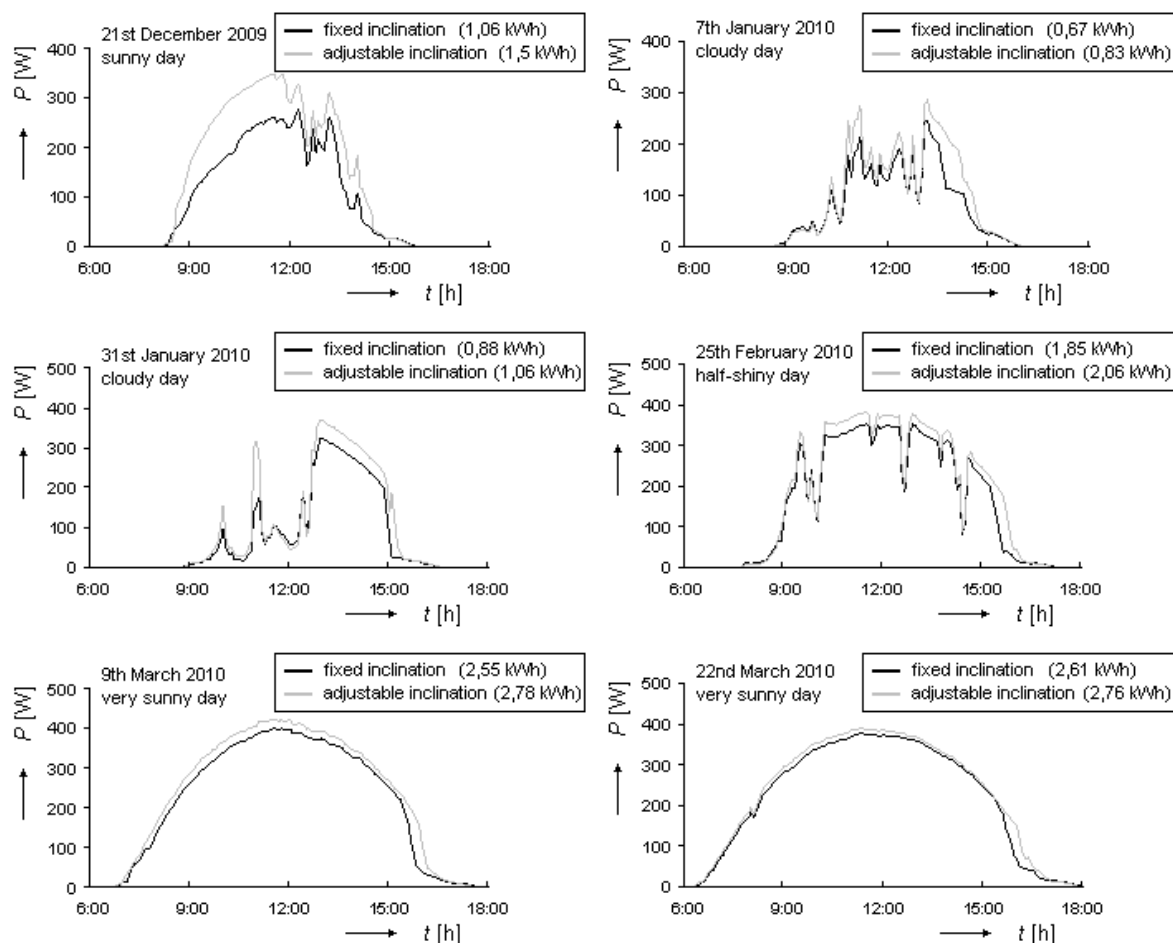 21st December 2009
sunny day
fixed inclination (1,06 kWh)
adjustable inclination (1,5 kWh)
P [W]
400
300
200
100
0
6:00 9:00 12:00 15:00 18:00
t [h]
7th January 2010
cloudy day
fixed inclination (0,67 kWh)
adjustable inclination (0,83 kWh)
P [W]
400
300
200
100
0
6:00 9:00 12:00 15:00 18:00
t [h]
31st January 2010
cloudy day
fixed inclination (0,88 kWh)
adjustable inclination (1,06 kWh)
P [W]
500
400
300
200
100
0
6:00 9:00 12:00 15:00 18:00
t [h]
25th February 2010
half-shiny day
fixed inclination (1,85 kWh)
adjustable inclination (2,06 kWh)
P [W]
500
400
300
200
100
0
6:00 9:00 12:00 15:00 18:00
t [h]
9th March 2010
very sunny day
fixed inclination (2,55 kWh)
adjustable inclination (2,78 kWh)
P [W]
500
400
300
200
100
0
6:00 9:00 12:00 15:00 18:00
t [h]
22nd March 2010
very sunny day
fixed inclination (2,61 kWh)
adjustable inclination (2,76 kWh)
P [W]
500
400
300
200
100
0
6:00 9:00 12:00 15:00 18:00
t [h]